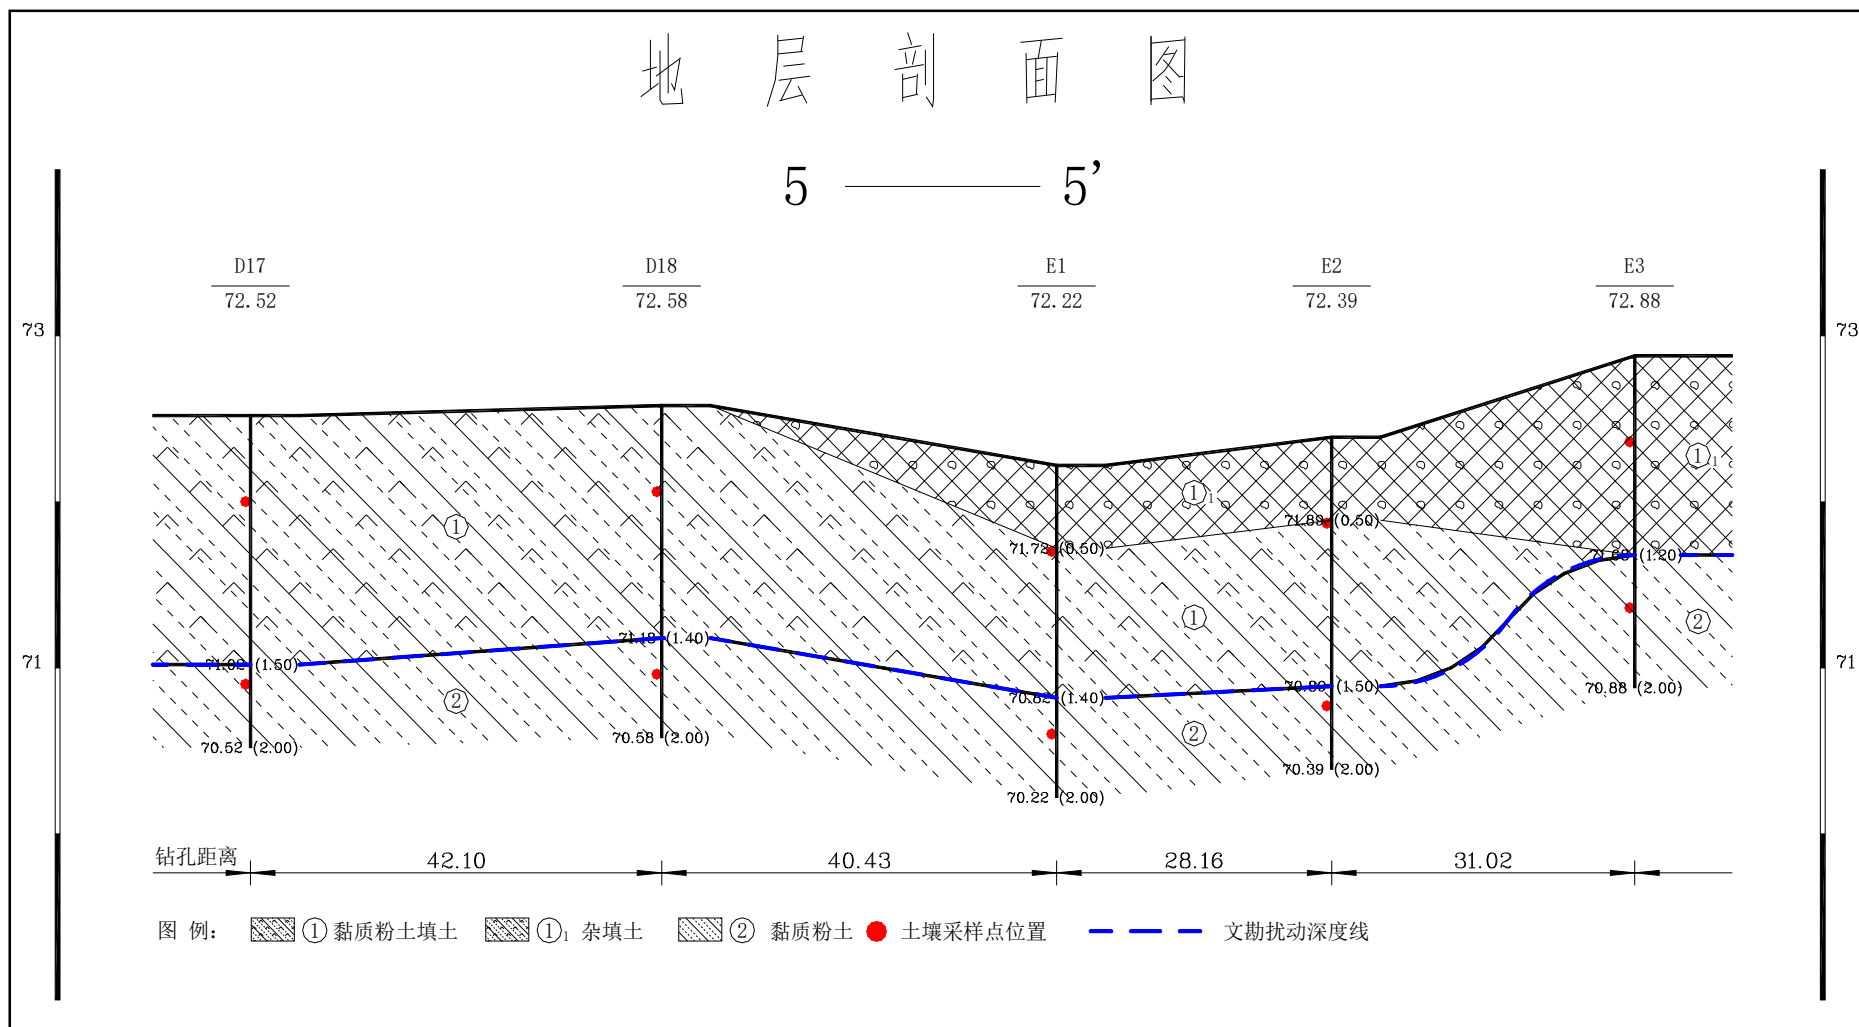 地 层 剖 面 图
5 —— 5'
D17 D18 E1 E2 E3
72.52 72.58 72.22 72.39 72.88
73 73
①₁
①₁
①
71.89 (0.50)
71.72 (0.50)
71.68 (1.20)
① ②
71.18 (1.40)
71 71
71.02 (1.50)
70.89 (1.50) 70.88 (2.00)
② 70.82 (1.40)
②
70.58 (2.00)
70.52 (2.00)
70.39 (2.00)
70.22 (2.00)
钻孔距离 42.10 40.43 28.16 31.02
图 例： ① 黏质粉土填土 ①₁ 杂填土 ② 黏质粉土 土壤采样点位置 文勘扰动深度线